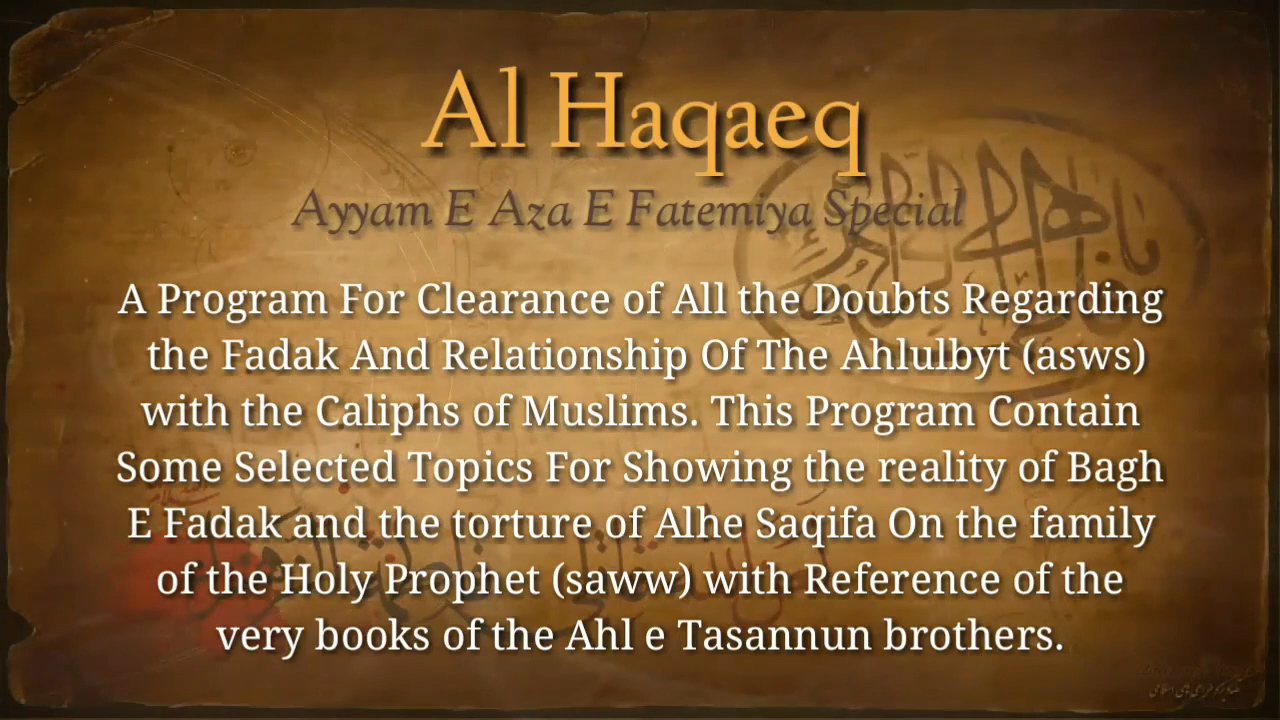 Al Haqaeq
Ayyam E Aza E Fatemiya Special
A Program For Clearance of All the Doubts Regarding
the Fadak And Relationship Of The Ahlulbyt (asws)
with the Caliphs of Muslims. This Program Contain
Some Selected Topics For Showing the reality of Bagh
E Fadak and the torture of Alhe Saqifa On the family
of the Holy Prophet (saww) with Reference of the
very books of the Ahl e Tasannun brothers.